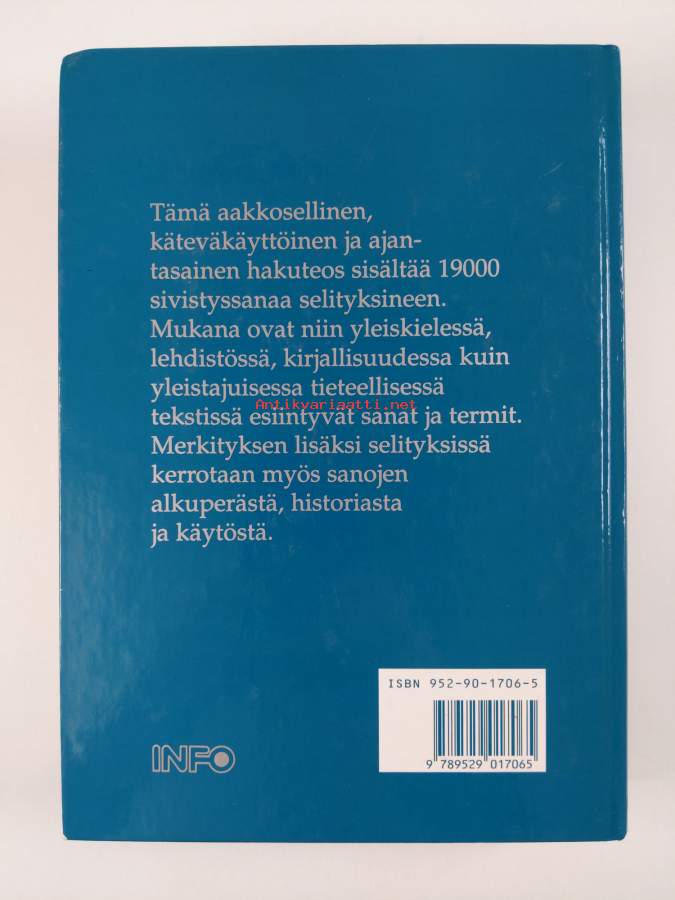 Tämä aakkosellinen,
käteväkäyttöinen ja ajan-
tasainen hakuteos sisältää 19000
sivistyssanaa selityksineen.
Mukana ovat niin yleiskielessä,
lehdistössä, kirjallisuudessa kuin
yleistajuisessa tieteellisessä
Antikvariaatti.net
tekstissä esiintyvät sanat ja termit.
Merkityksen lisäksi selityksissä
kerrotaan myös sanojen
alkuperästä, historiasta
ja käytöstä.
ISBN 952-90-1706-5
9 789529 017065
INFO